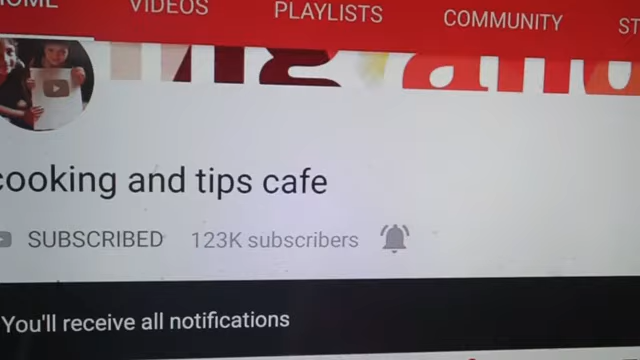 VIDEOS PLAYLISTS COMMUNITY
cooking and tips cafe
SUBSCRIBED 123K subscribers
You'll receive all notifications